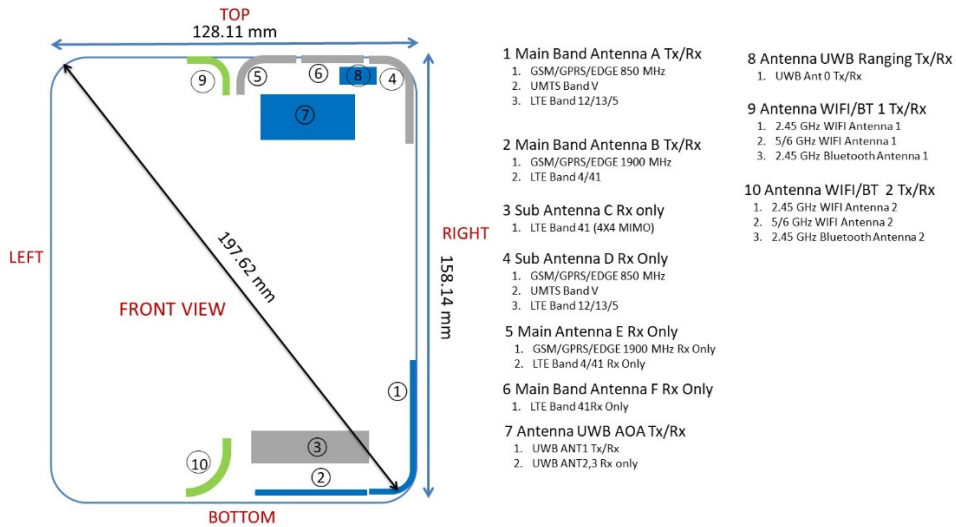 TOP
128.11 mm
9
5
6
8
4
7
197.62 mm
LEFT
RIGHT
158.14 mm
FRONT VIEW
1
3
10
2
BOTTOM
1 Main Band Antenna A Tx/Rx
1. GSM/GPRS/EDGE 850 MHz
2. UMTS Band V
3. LTE Band 12/13/5
2 Main Band Antenna B Tx/Rx
1. GSM/GPRS/EDGE 1900 MHz
2. LTE Band 4/41
3 Sub Antenna C Rx only
1. LTE Band 41 (4X4 MIMO)
4 Sub Antenna D Rx Only
1. GSM/GPRS/EDGE 850 MHz
2. UMTS Band V
3. LTE Band 12/13/5
5 Main Antenna E Rx Only
1. GSM/GPRS/EDGE 1900 MHz Rx Only
2. LTE Band 4/41 Rx Only
6 Main Band Antenna F Rx Only
1. LTE Band 41Rx Only
7 Antenna UWB AOA Tx/Rx
1. UWB ANT1 Tx/Rx
2. UWB ANT2,3 Rx only
8 Antenna UWB Ranging Tx/Rx
1. UWB Ant 0 Tx/Rx
9 Antenna WIFI/BT 1 Tx/Rx
1. 2.45 GHz WIFI Antenna 1
2. 5/6 GHz WIFI Antenna 1
3. 2.45 GHz Bluetooth Antenna 1
10 Antenna WIFI/BT 2 Tx/Rx
1. 2.45 GHz WIFI Antenna 2
2. 5/6 GHz WIFI Antenna 2
3. 2.45 GHz Bluetooth Antenna 2